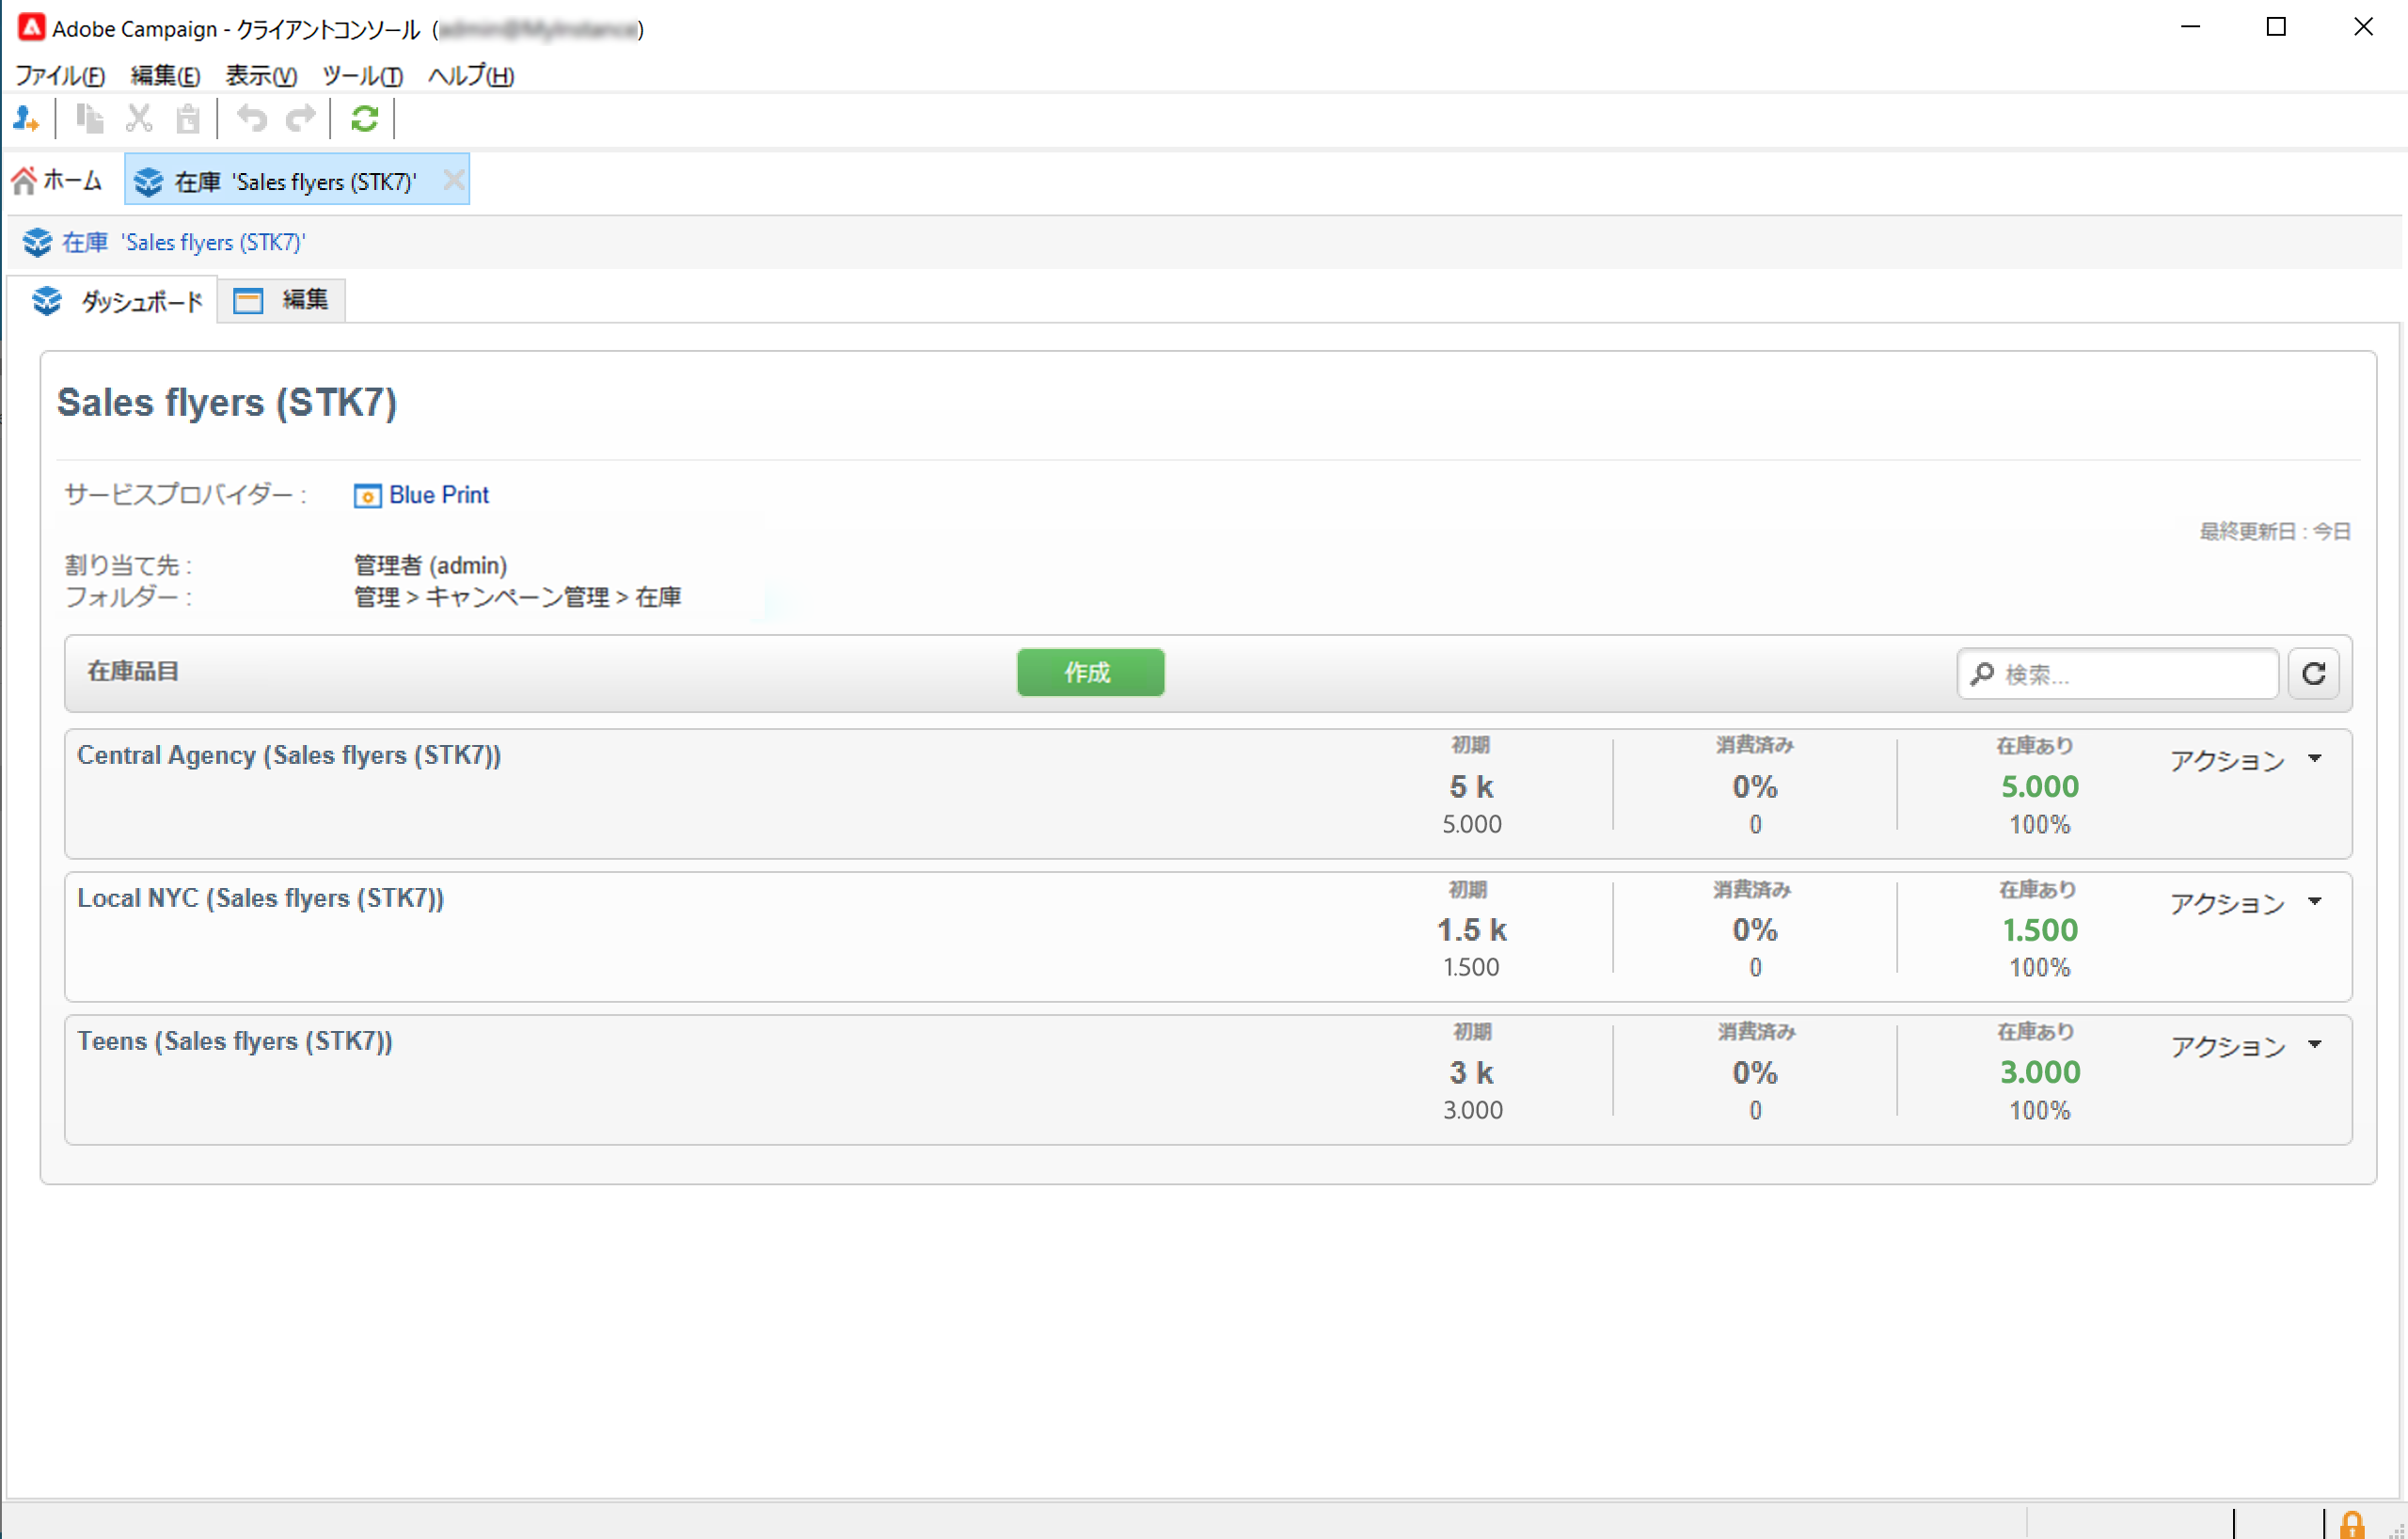 Adobe Campaign - クライアントコンソール ( )
ファイル(F) 編集(E) 表示(V) ツール(T) ヘルプ(H)
ホーム 在庫 'Sales flyers (STK7)'
在庫 'Sales flyers (STK7)'
ダッシュボード 編集
Sales flyers (STK7)
サービスプロバイダー : Blue Print
最終更新日 : 今日
割り当て先 : 管理者 (admin)
フォルダー : 管理 > キャンペーン管理 > 在庫
在庫品目 作成 検索...
Central Agency (Sales flyers (STK7)) 初期 消費済み 在庫あり アクション
5 k 0% 5.000
5.000 0 100%
Local NYC (Sales flyers (STK7)) 初期 消費済み 在庫あり アクション
1.5 k 0% 1.500
1.500 0 100%
Teens (Sales flyers (STK7)) 初期 消費済み 在庫あり アクション
3 k 0% 3.000
3.000 0 100%